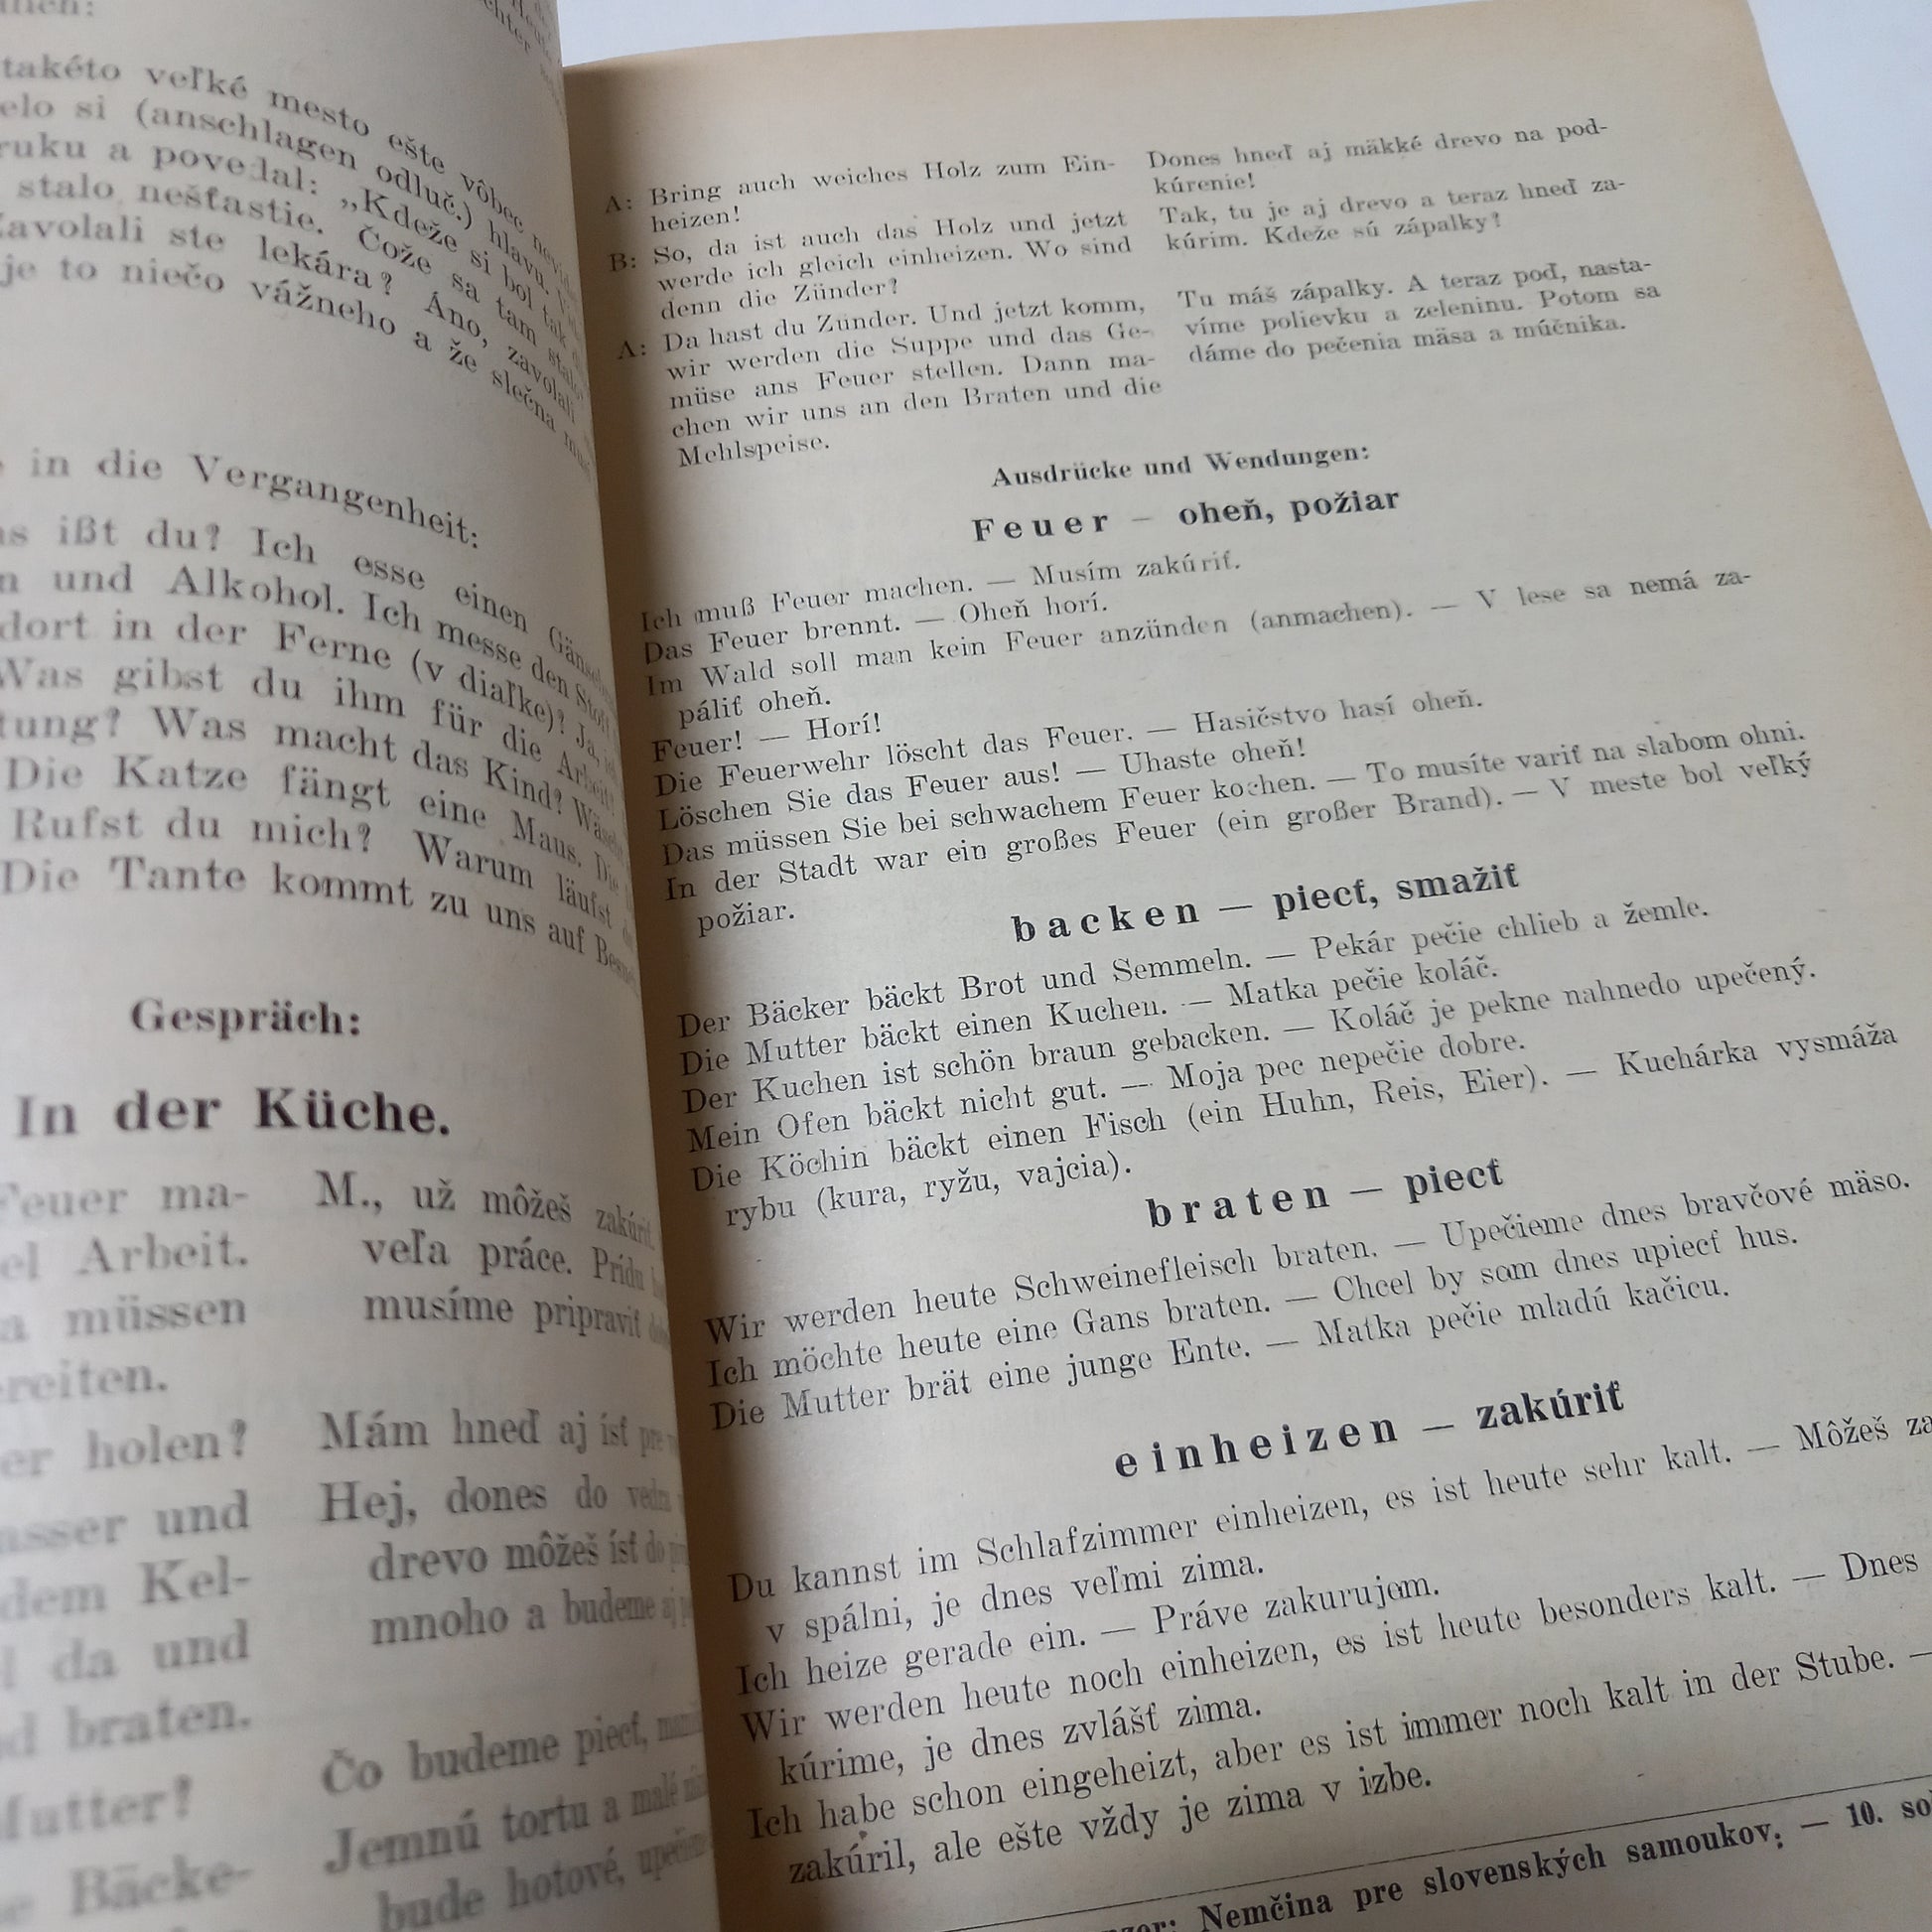 takéto veľké mesto ešte vôbec
elo si (anschlagen odluč.) hlavu.
ruku a povedal: „Kdeže si bol tak
stalo nešťastie. Čože sa tam stalo?
Zavolali ste lekára? Áno, zavolali
je to niečo vážneho a že slečna musí
in die Vergangenheit:
ißt du? Ich esse einen
und Alkohol. Ich messe den Stoff
dort in der Ferne (v diaľke)? Ja, ich
Was gibst du ihm für die Arbeit?
tung? Was macht das Kind?
Die Katze fängt eine Maus. Die
Rufst du mich? Warum läufst
Die Tante kommt zu uns auf
Gespräch:
In der Küche.
Feuer ma-
el Arbeit.
müssen
reiten.
er holen?
asser und
dem Kel-
da und
braten.
Mutter?
Bäcke-
M., už môžeš zakúriť.
veľa práce. Prídu
musíme pripraviť
Mám hneď aj ísť pre
Hej, dones do vedra
drevo môžeš ísť do
mnoho a budeme aj
Čo budeme piecť,
Jemnú tortu a malé
bude hotové, upečieme
A: Bring auch weiches Holz zum Ein-
heizen!
B: So, da ist auch das Holz und jetzt
werde ich gleich einheizen. Wo sind
denn die Zünder?
A: Da hast du Zünder. Und jetzt komm,
wir werden die Suppe und das Ge-
müse ans Feuer stellen. Dann ma-
chen wir uns an den Braten und die
Mehlspeise.
Dones hneď aj mäkké drevo na pod-
kúrenie!
Tak, tu je aj drevo a teraz hneď za-
kúrim. Kdeže sú zápalky?
Tu máš zápalky. A teraz poď, nasta-
víme polievku a zeleninu. Potom sa
dáme do pečenia mäsa a múčnika.
Ausdrücke und Wendungen:
Feuer — oheň, požiar
Ich muß Feuer machen. — Musím zakúriť.
Das Feuer brennt. — Oheň horí.
Im Wald soll man kein Feuer anzünden (anmachen). — V lese sa nemá za-
páliť oheň.
Feuer! — Horí!
Die Feuerwehr löscht das Feuer. — Hasičstvo hasí oheň.
Löschen Sie das Feuer aus! — Uhaste oheň!
Das müssen Sie bei schwachem Feuer kochen. — To musíte variť na slabom ohni.
In der Stadt war ein großes Feuer (ein großer Brand). — V meste bol veľký
požiar.
backen — piecť, smažiť
Der Bäcker bäckt Brot und Semmeln. — Pekár pečie chlieb a žemle.
Die Mutter bäckt einen Kuchen. — Matka pečie koláč.
Der Kuchen ist schön braun gebacken. — Koláč je pekne nahnedo upečený.
Mein Ofen bäckt nicht gut. — Moja pec nepečie dobre.
Die Köchin bäckt einen Fisch (ein Huhn, Reis, Eier). — Kuchárka vysmáža
rybu (kura, ryžu, vajcia).
braten — piecť
Wir werden heute Schweinefleisch braten. — Upečieme dnes bravčové mäso.
Ich möchte heute eine Gans braten. — Chcel by som dnes upiecť hus.
Die Mutter brät eine junge Ente. — Matka pečie mladú kačicu.
einheizen — zakúriť
Du kannst im Schlafzimmer einheizen, es ist heute sehr kalt. — Môžeš za
v spálni, je dnes veľmi zima.
Ich heize gerade ein. — Práve zakurujem.
Wir werden heute noch einheizen, es ist heute besonders kalt. — Dnes
kúrime, je dnes zvlášť zima.
Ich habe schon eingeheizt, aber es ist immer noch kalt in der Stube. —
zakúril, ale ešte vždy je zima v izbe.
Nemčina pre slovenských samoukov; — 10. so